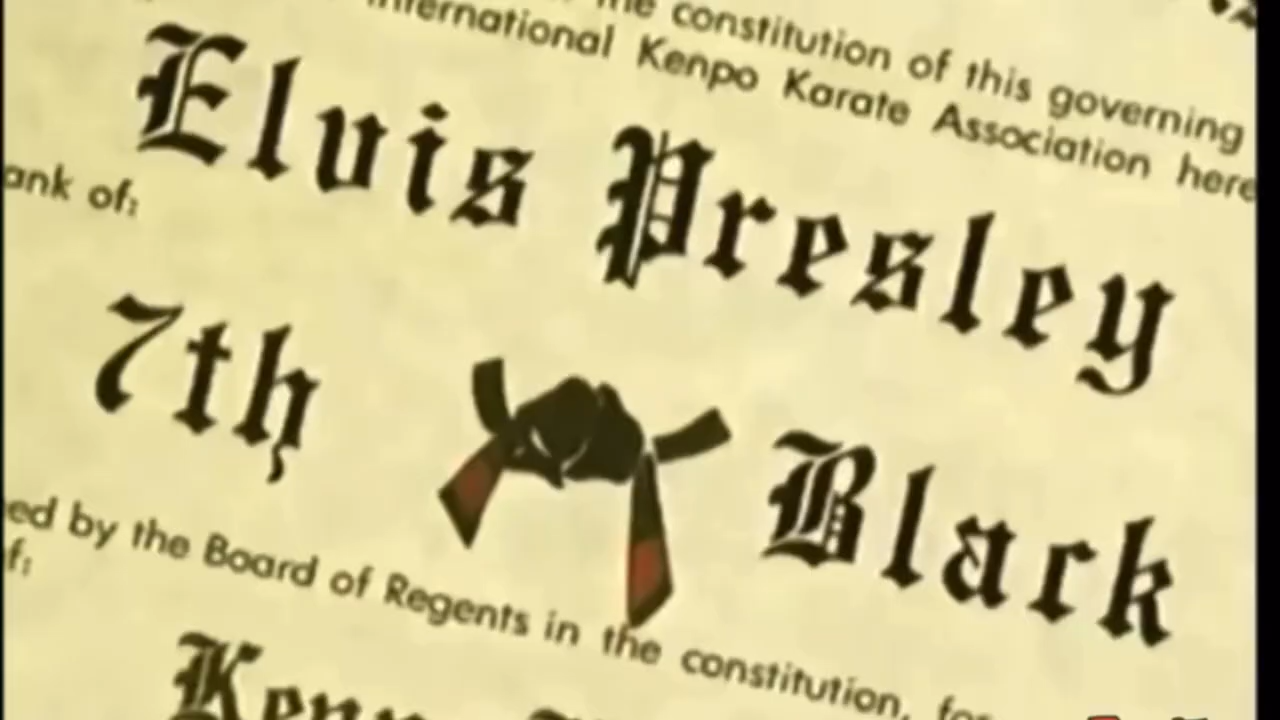 the constitution of this governing
International Kenpo Karate Association here
Elvis Presley
ank of:
7th Black
ed by the Board of Regents in the constitution, for
f: